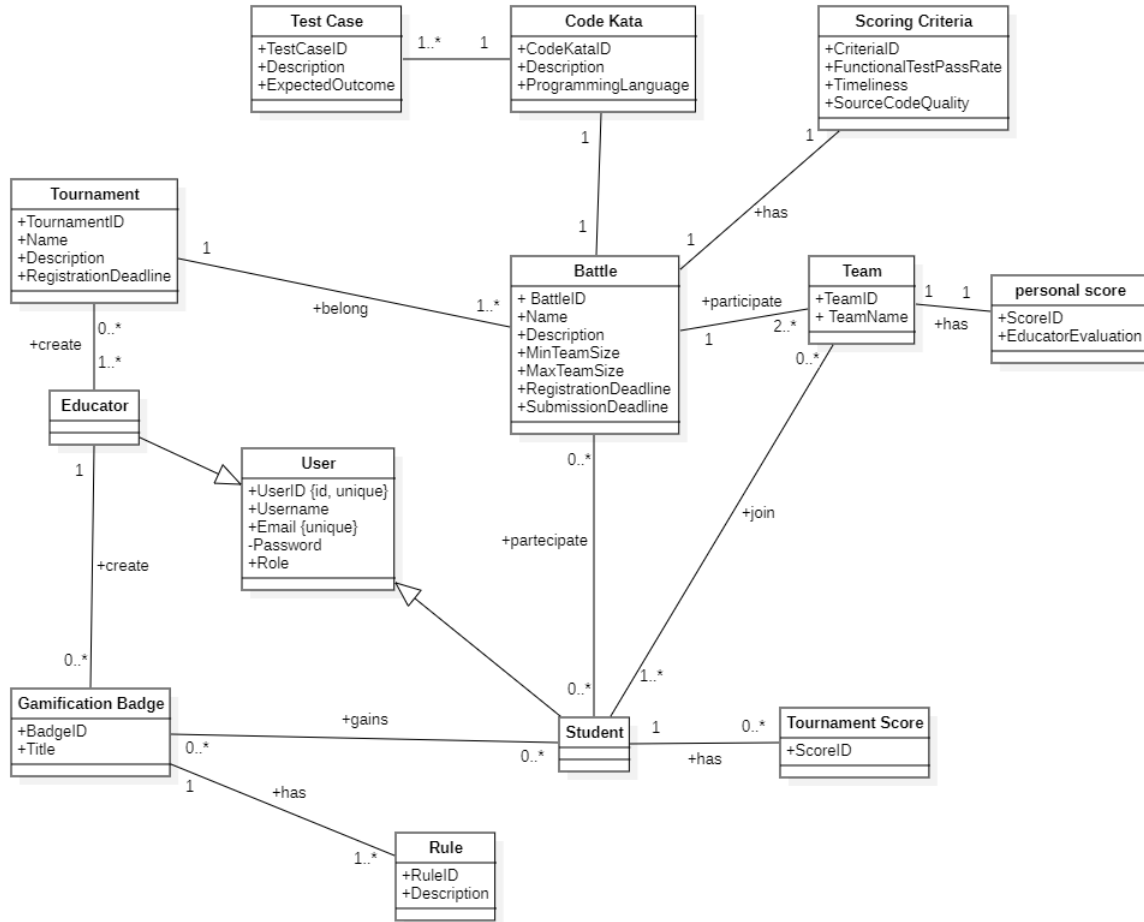 Test Case
+TestCaseID
+Description
+ExpectedOutcome
1..*
1
Code Kata
+CodeKataID
+Description
+ProgrammingLanguage
Scoring Criteria
+CriteriaID
+FunctionalTestPassRate
+Timeliness
+SourceCodeQuality
1
1
1
+has
1
Tournament
+TournamentID
+Name
+Description
+RegistrationDeadline
1
+belong
1..*
Battle
+ BattleID
+Name
+Description
+MinTeamSize
+MaxTeamSize
+RegistrationDeadline
+SubmissionDeadline
+participate
1
2..*
Team
+TeamID
+ TeamName
1
1
+has
personal score
+ScoreID
+EducatorEvaluation
0..*
+create
1..*
Educator
User
+UserID {id, unique}
+Username
+Email {unique}
-Password
+Role
1
+create
0..*
0..*
+partecipate
0..*
0..*
+join
1..*
Gamification Badge
+BadgeID
+Title
+gains
0..*
0..*
Student
1
0..*
+has
Tournament Score
+ScoreID
1
+has
1..*
Rule
+RuleID
+Description